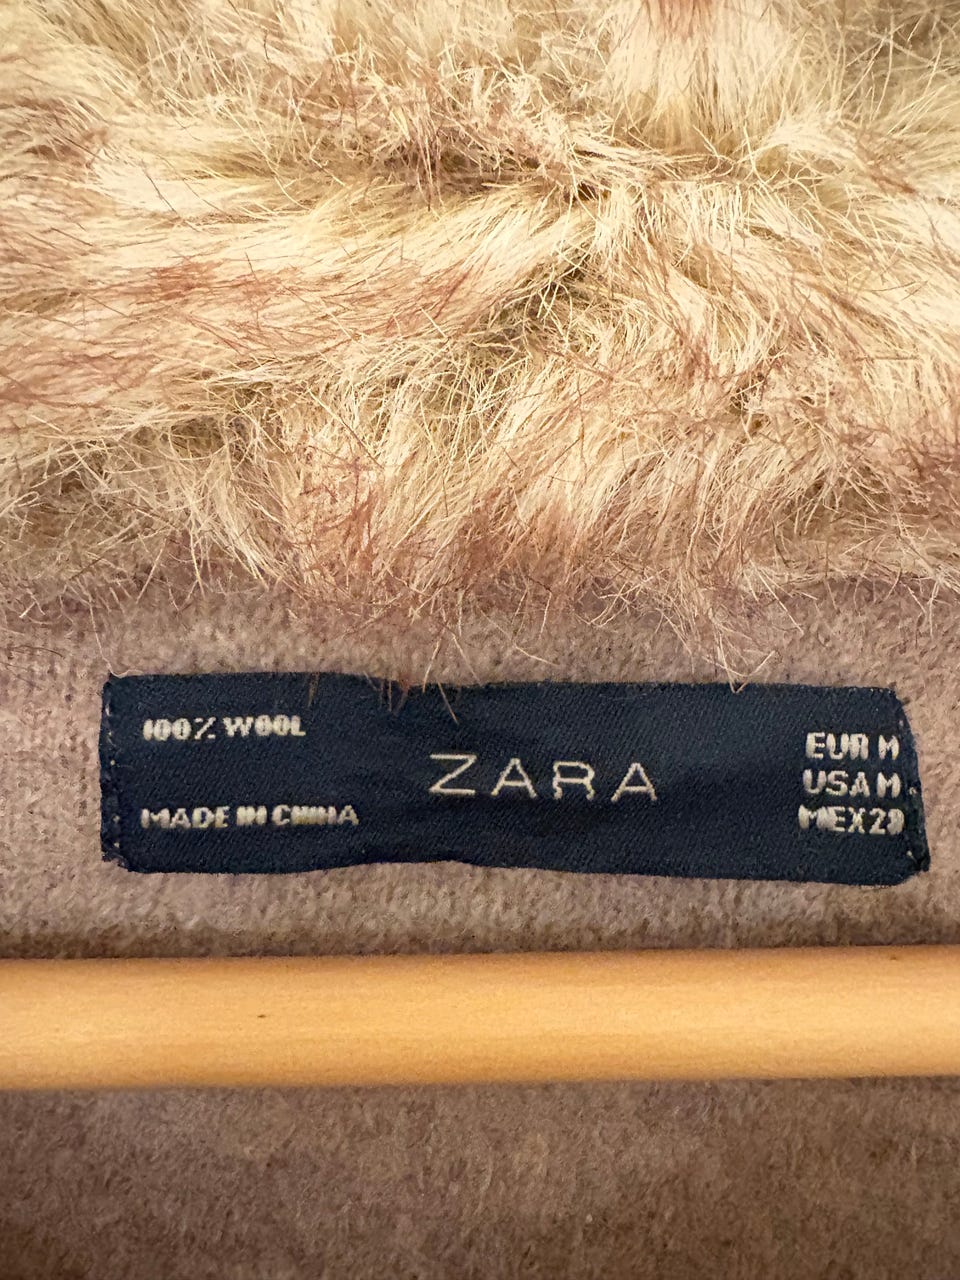 100% WOOL
MADE IN CHINA
ZARA
EUR M
USA M
MEX 28